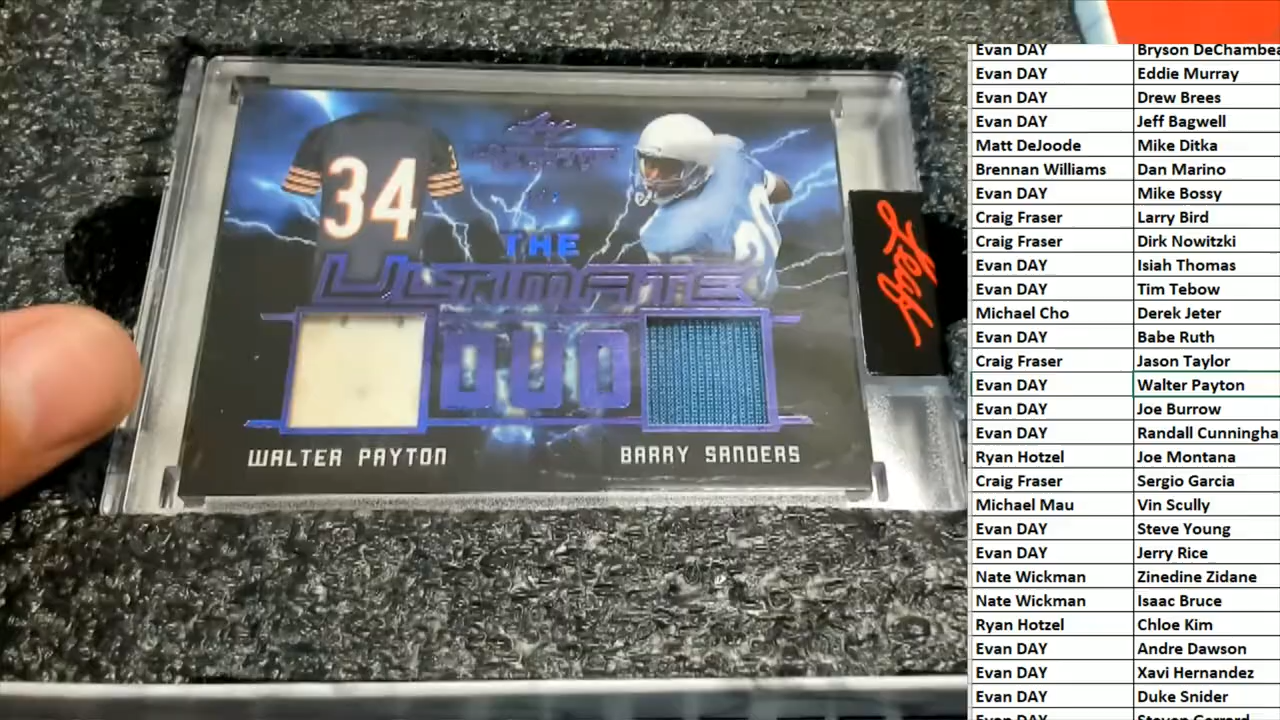 34
THE
ULTIMATE
DUO
WALTER PAYTON
BARRY SANDERS
Leaf
Evan DAY Bryson DeChambea
Evan DAY Eddie Murray
Evan DAY Drew Brees
Evan DAY Jeff Bagwell
Matt DeJoode Mike Ditka
Brennan Williams Dan Marino
Evan DAY Mike Bossy
Craig Fraser Larry Bird
Craig Fraser Dirk Nowitzki
Evan DAY Isiah Thomas
Evan DAY Tim Tebow
Michael Cho Derek Jeter
Evan DAY Babe Ruth
Craig Fraser Jason Taylor
Evan DAY Walter Payton
Evan DAY Joe Burrow
Evan DAY Randall Cunningha
Ryan Hotzel Joe Montana
Craig Fraser Sergio Garcia
Michael Mau Vin Scully
Evan DAY Steve Young
Evan DAY Jerry Rice
Nate Wickman Zinedine Zidane
Nate Wickman Isaac Bruce
Ryan Hotzel Chloe Kim
Evan DAY Andre Dawson
Evan DAY Xavi Hernandez
Evan DAY Duke Snider
Evan DAY Steven Gerrard